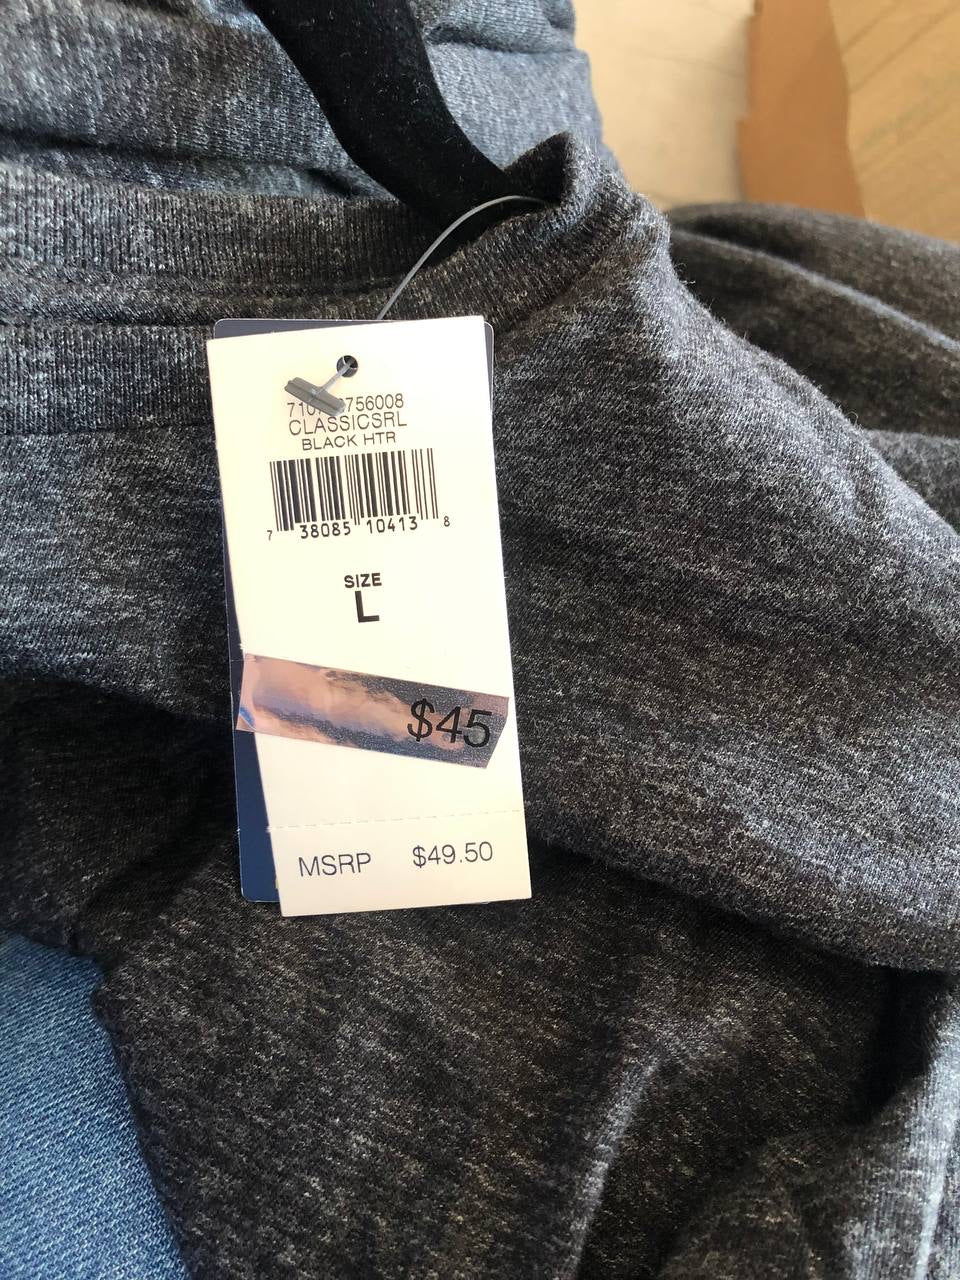 CLASSICSRL
BLACK HTR
7 38085 10413 8
SIZE
L
$45
MSRP $49.50